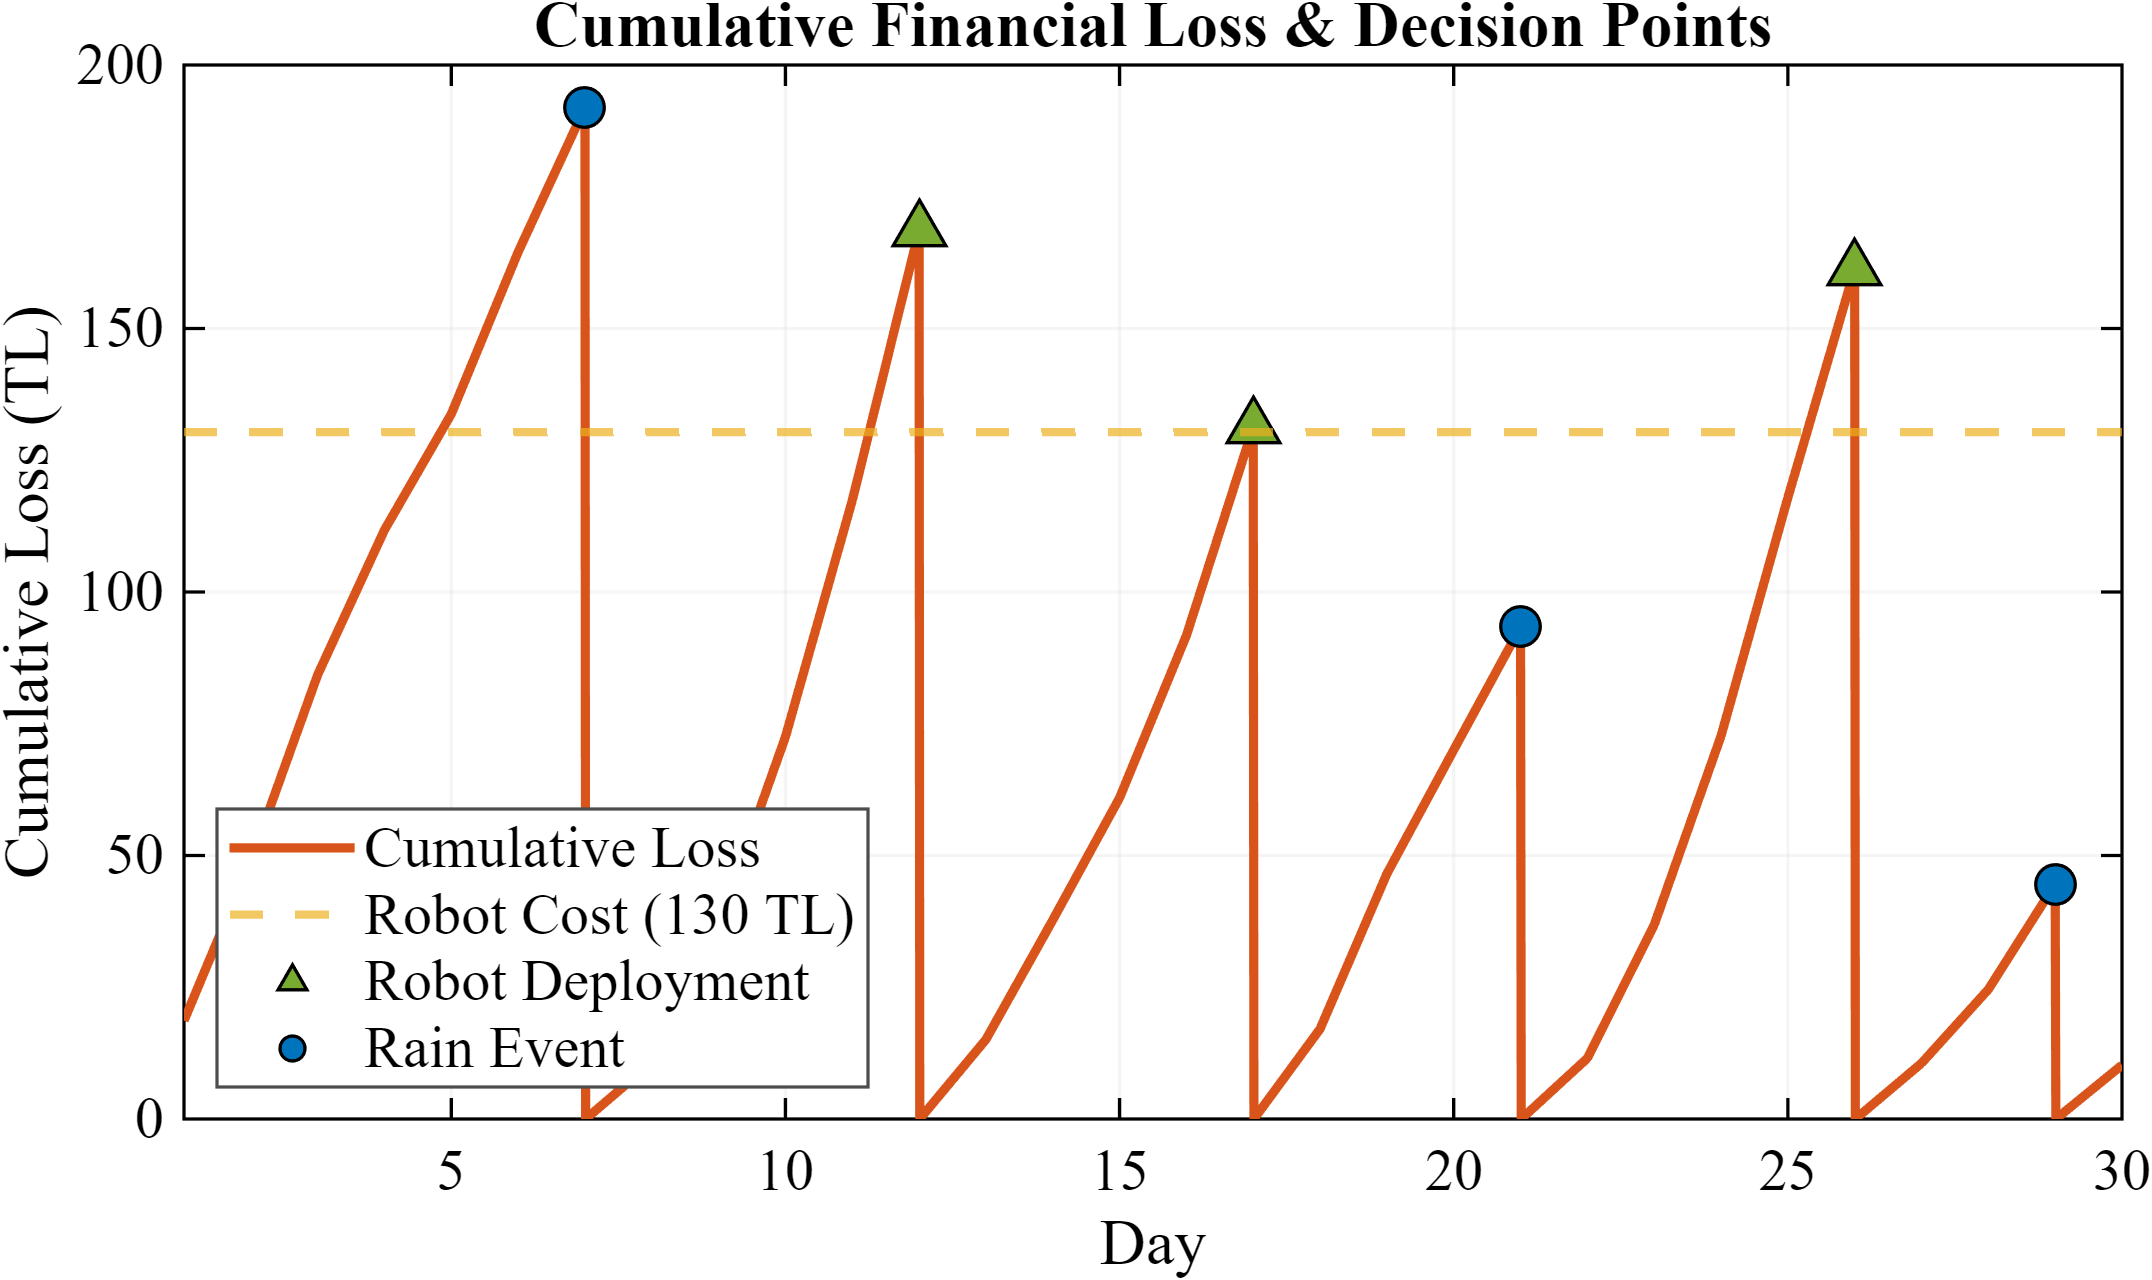 Cumulative Financial Loss & Decision Points
Cumulative Loss (TL)
200
150
100
50
0
Cumulative Loss
Robot Cost (130 TL)
Robot Deployment
Rain Event
5 10 15 20 25 30
Day